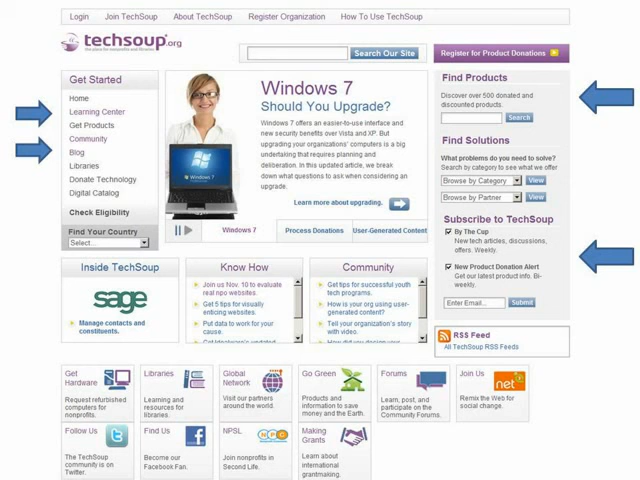 Login Join TechSoup About TechSoup Register Organization How To Use TechSoup
techsoup.org
Search Our Site
Register for Product Donations
Get Started
Home
Learning Center
Get Products
Community
Blog
Libraries
Donate Technology
Digital Catalog
Check Eligibility
Find Your Country
Select...
Windows 7
Should You Upgrade?
Windows 7 offers an easier-to-use interface and
new security benefits over Vista and XP. But
upgrading your organizations' computers is a big
undertaking that requires planning and
deliberation. In this updated article, we break
down what questions to ask when considering an
upgrade.
Learn more about upgrading.
Windows 7
Windows 7 Process Donations User-Generated Content
Find Products
Discover over 500 donated and
discounted products.
Search
Find Solutions
What problems do you need to solve?
Search by category to see what we offer
Browse by Category View
Browse by Partner View
Subscribe to TechSoup
By The Cup
New tech articles, discussions,
offers. Weekly.
New Product Donation Alert
Get our latest product info. Bi-
weekly.
Enter Email... Submit
RSS Feed
All TechSoup RSS Feeds
Inside TechSoup
sage
Manage contacts and
constituents.
Know How
Join us Nov. 10 to evaluate
real npo websites.
Get 5 tips for visually
enticing websites.
Put data to work for your
cause.
Community
Get tips for successful youth
tech programs.
How is your org using user-
generated content?
Tell your organization's story
with video.
Get
Hardware
Request refurbished
computers for
nonprofits.
Libraries
Learning and
resources for
libraries.
Global
Network
Visit our partners
around the world.
Go Green
Products and
information to save
money and the Earth.
Forums
Learn, post, and
participate on the
Community Forums.
Join Us
net
Remix the Web for
social change.
Follow Us
The TechSoup
community is on
Twitter.
Find Us
Become our
Facebook Fan.
NPSL
NPC
Join nonprofits in
Second Life.
Making
Grants
Learn about
international
grantmaking.